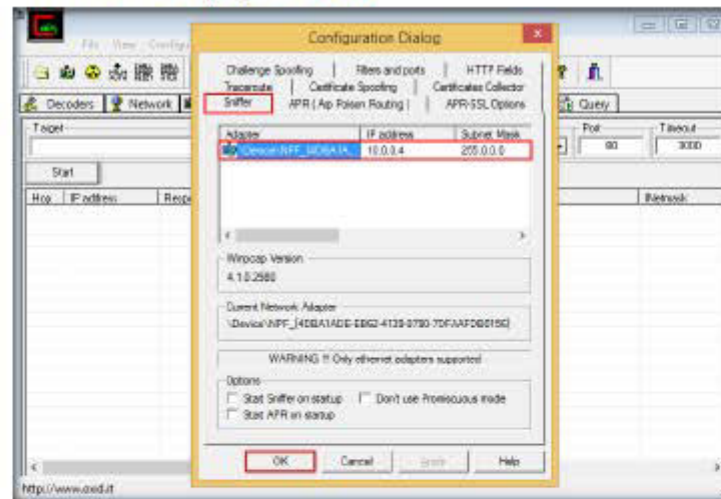 Configuration Dialog
File View Configure
Challenge Spoofing
Filters and ports
HTTP Fields
Traceroute
Certificate Spoofing
Certificates Collector
Sniffer
APR (Arp Poison Routing)
APR-SSL Options
Decoders
Network
Query
Target
Port
80
Timeout
3000
Start
Hop
IP address
Netmask
Adapter
IP address
Subnet Mask
10.0.0.4
255.0.0.0
Winpcap Version
4.1.0.2980
Current Network Adapter
WARNING !!! Only ethernet adapters supported
Options
Start Sniffer on startup
Don't use Promiscuous mode
Start APR on startup
OK
Cancel
Help
http://www.oxid.it